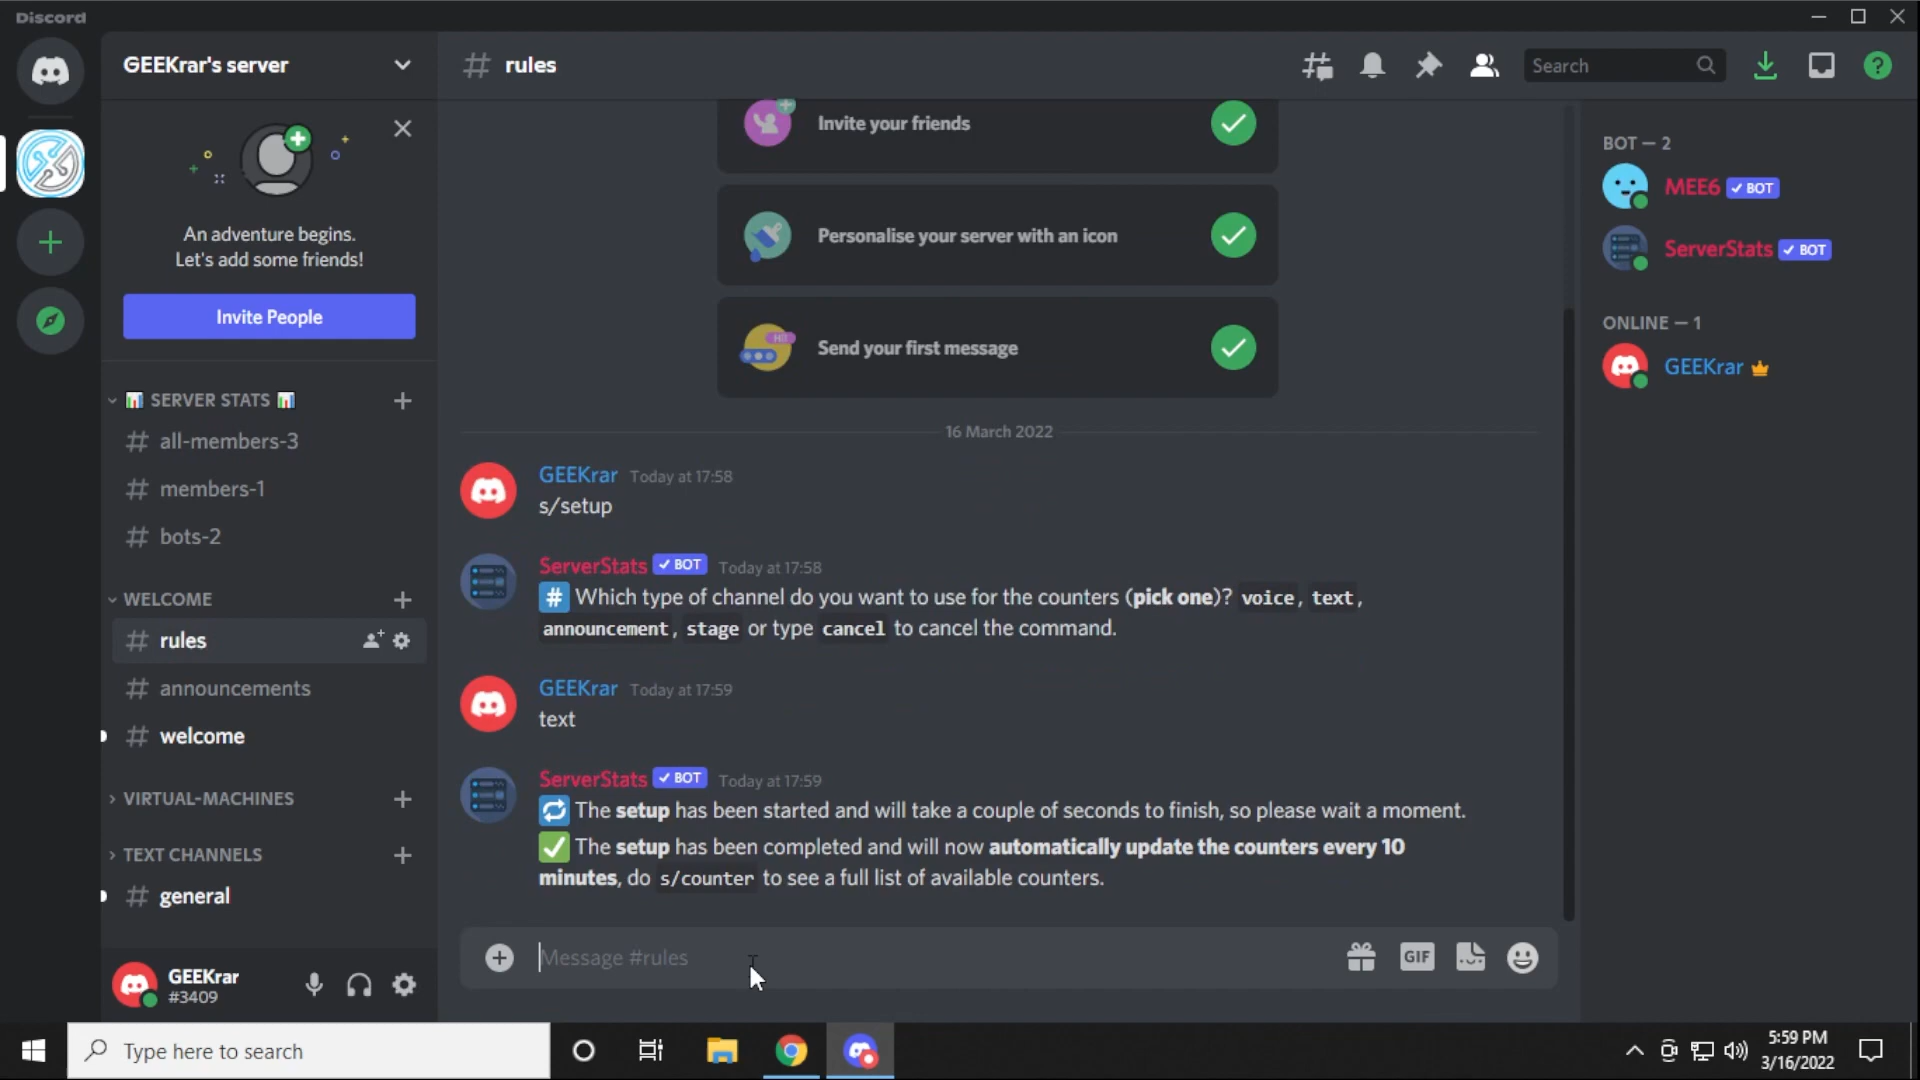 Discord
GEEKrar's server
rules
Search
An adventure begins.
Let's add some friends!
Invite People
SERVER STATS
all-members-3
members-1
bots-2
WELCOME
rules
announcements
welcome
VIRTUAL-MACHINES
TEXT CHANNELS
general
GEEKrar
#3409
Invite your friends
Personalise your server with an icon
Send your first message
16 March 2022
GEEKrar Today at 17:58
s/setup
ServerStats BOT Today at 17:58
# Which type of channel do you want to use for the counters (pick one)? voice, text,
announcement, stage or type cancel to cancel the command.
GEEKrar Today at 17:59
text
ServerStats BOT Today at 17:59
The setup has been started and will take a couple of seconds to finish, so please wait a moment.
The setup has been completed and will now automatically update the counters every 10
minutes, do s/counter to see a full list of available counters.
Message #rules
GIF
BOT — 2
MEE6 BOT
ServerStats BOT
ONLINE — 1
GEEKrar
Type here to search
5:59 PM
3/16/2022